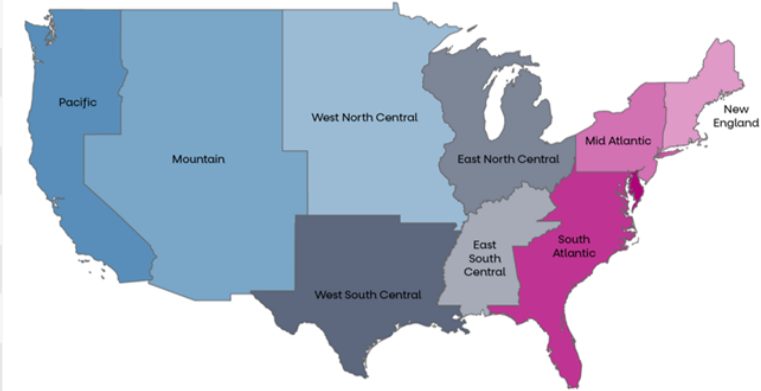 Pacific
Mountain
West North Central
East North Central
Mid Atlantic
New
England
East
South
Central
South
Atlantic
West South Central